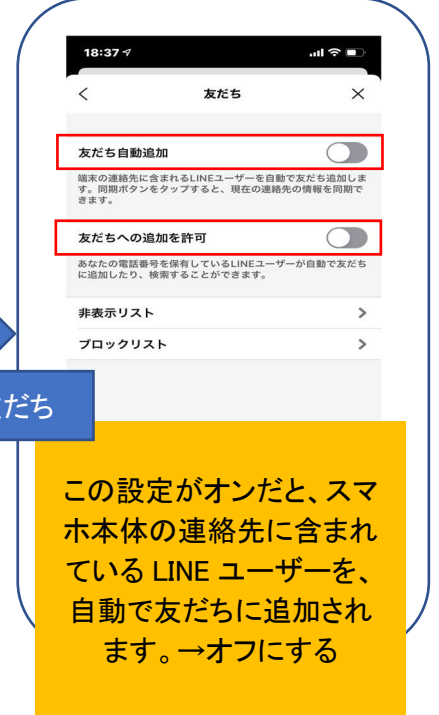 18:37
友だち
友だち自動追加
端末の連絡先に含まれるLINEユーザーを自動で友だち追加しま
す。同期ボタンをタップすると、現在の連絡先の情報を同期で
きます。
友だちへの追加を許可
あなたの電話番号を保有しているLINEユーザーが自動で友だち
に追加したり、検索することができます。
非表示リスト
ブロックリスト
だち
この設定がオンだと、スマ
ホ本体の連絡先に含まれ
ている LINE ユーザーを、
自動で友だちに追加され
ます。→オフにする